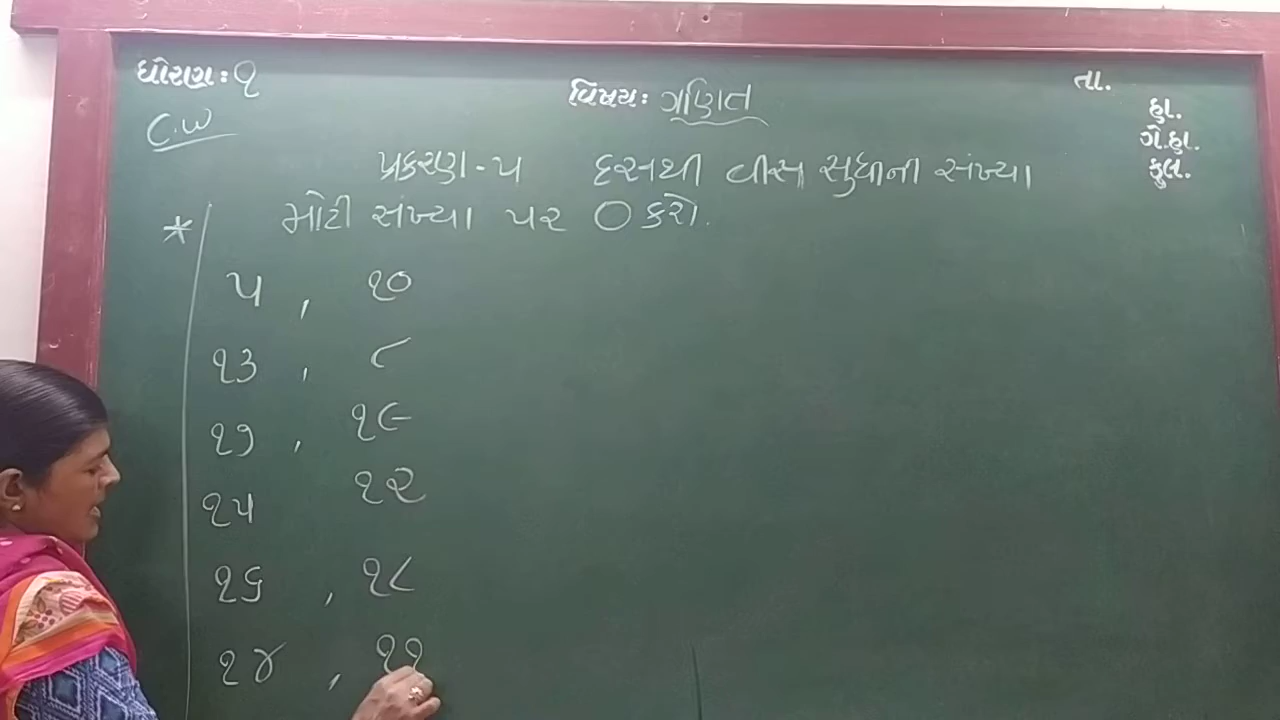 ધોરણ: ૧
વિષય: ગણિત
તા.
હા.
ગે.હા.
કુલ.
C.W
પ્રકરણ-૫ દસથી વીસ સુધીની સંખ્યા
* મોટી સંખ્યા પર O કરો.
૫ , ૧૦
૧૩ , ૮
૧૭ , ૧૯
૧૫ ૧૨
૧૬ , ૧૮
૧૪ , ૧૧